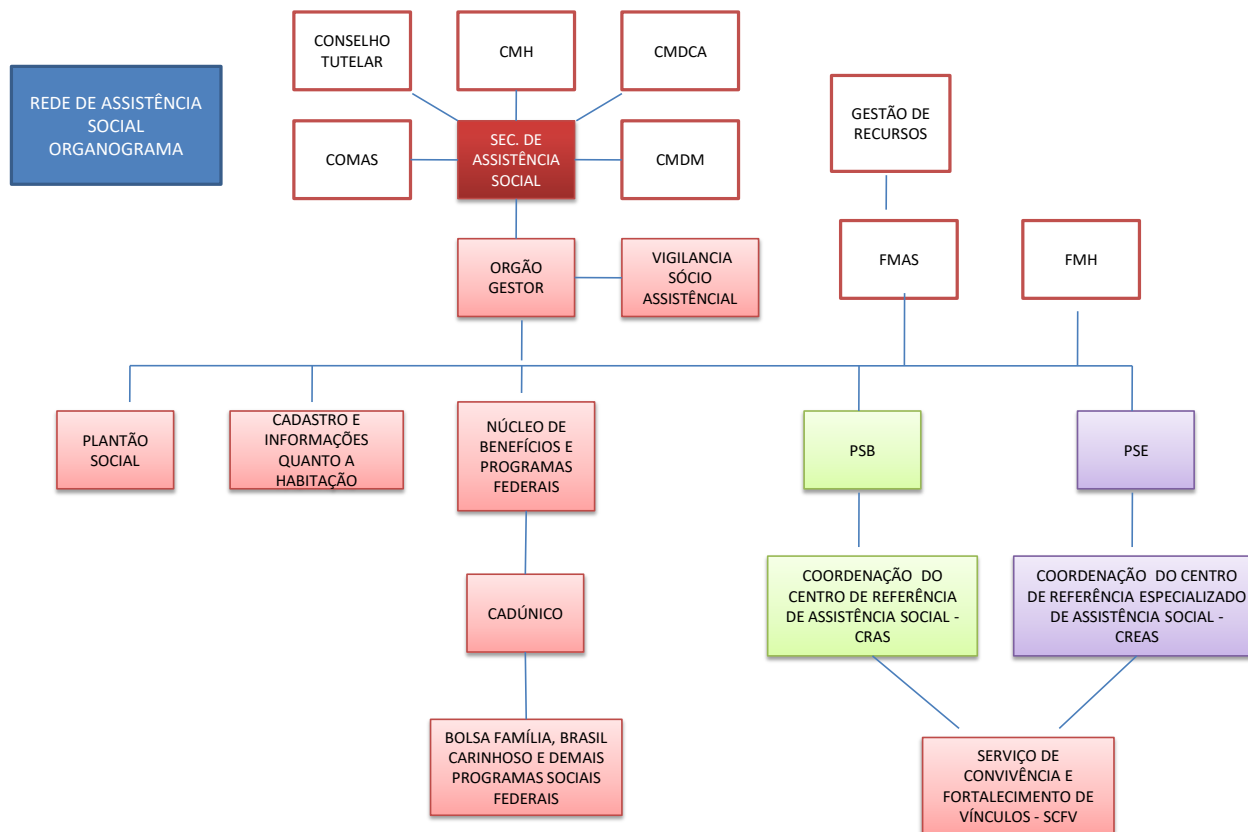 REDE DE ASSISTÊNCIA
SOCIAL
ORGANOGRAMA
CONSELHO
TUTELAR
CMH
CMDCA
COMAS
SEC. DE
ASSISTÊNCIA
SOCIAL
CMDM
GESTÃO DE
RECURSOS
ORGÃO
GESTOR
VIGILANCIA
SÓCIO
ASSISTÊNCIAL
FMAS
FMH
PLANTÃO
SOCIAL
CADASTRO E
INFORMAÇÕES
QUANTO A
HABITAÇÃO
NÚCLEO DE
BENEFÍCIOS E
PROGRAMAS
FEDERAIS
PSB
PSE
CADÚNICO
COORDENAÇÃO DO
CENTRO DE REFERÊNCIA
DE ASSISTÊNCIA SOCIAL -
CRAS
COORDENAÇÃO DO CENTRO
DE REFERÊNCIA ESPECIALIZADO
DE ASSISTÊNCIA SOCIAL -
CREAS
BOLSA FAMÍLIA, BRASIL
CARINHOSO E DEMAIS
PROGRAMAS SOCIAIS
FEDERAIS
SERVIÇO DE
CONVIVÊNCIA E
FORTALECIMENTO DE
VÍNCULOS - SCFV